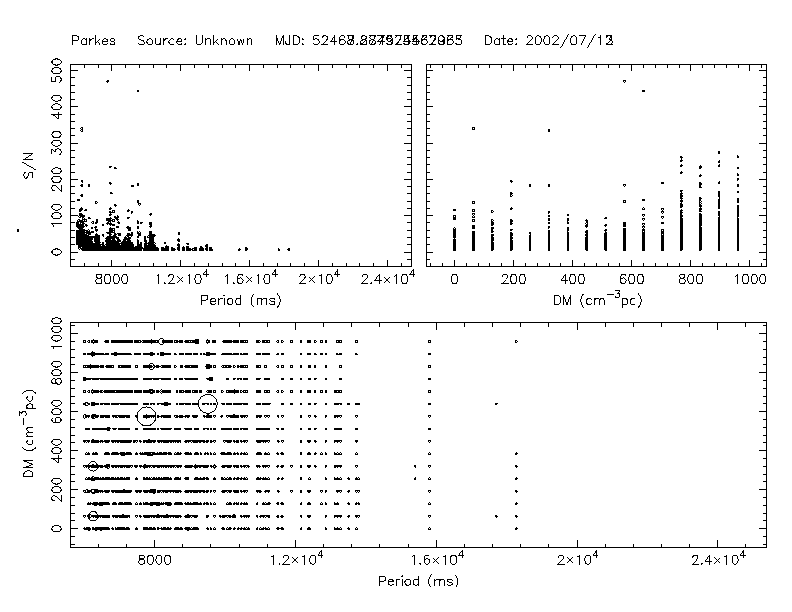 Parkes Source: Unknown MJD: Date: 2002/07/
500
400
300
200
100
0
S/N
8000 1.2×10⁴ 1.6×10⁴ 2×10⁴ 2.4×10⁴
Period (ms)
0 200 400 600 800 1000
DM (cm⁻³pc)
1000
800
600
400
200
0
DM (cm⁻³pc)
8000 1.2×10⁴ 1.6×10⁴ 2×10⁴ 2.4×10⁴
Period (ms)